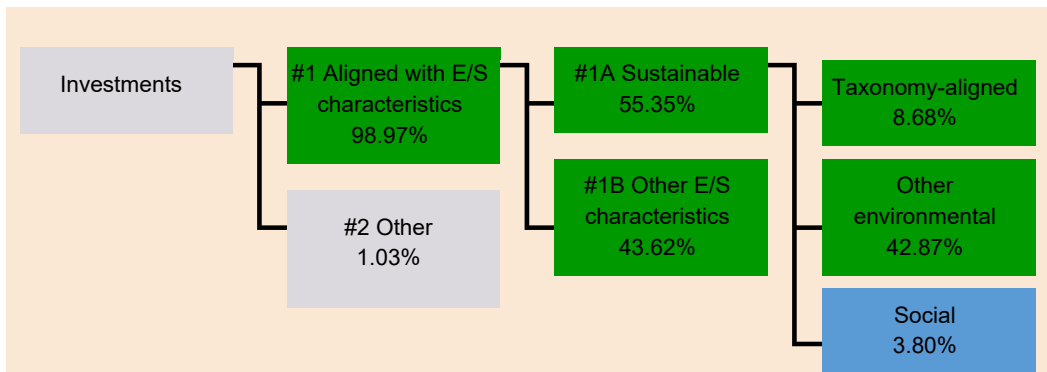 Investments
#1 Aligned with E/S
characteristics
98.97%
#2 Other
1.03%
#1A Sustainable
55.35%
#1B Other E/S
characteristics
43.62%
Taxonomy-aligned
8.68%
Other
environmental
42.87%
Social
3.80%